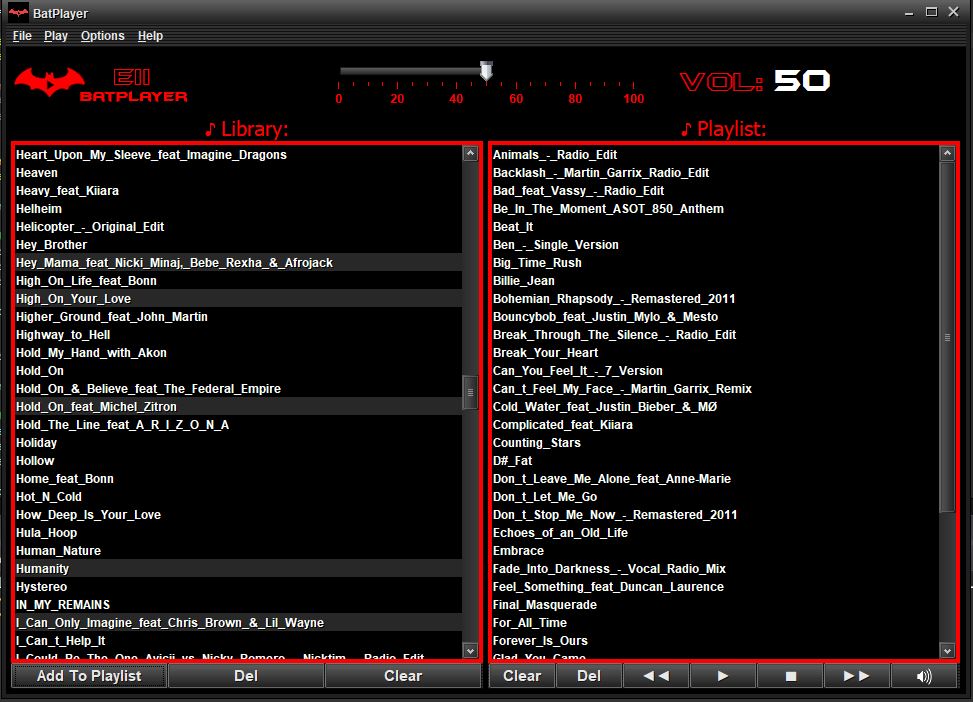 BatPlayer
File Play Options Help
EII
BATPLAYER
0 20 40 60 80 100
VOL: 50
♪ Library:
Heart_Upon_My_Sleeve_feat_Imagine_Dragons
Heaven
Heavy_feat_Kiiara
Helheim
Helicopter_-_Original_Edit
Hey_Brother
Hey_Mama_feat_Nicki_Minaj,_Bebe_Rexha_&_Afrojack
High_On_Life_feat_Bonn
High_On_Your_Love
Higher_Ground_feat_John_Martin
Highway_to_Hell
Hold_My_Hand_with_Akon
Hold_On
Hold_On_&_Believe_feat_The_Federal_Empire
Hold_On_feat_Michel_Zitron
Hold_The_Line_feat_A_R_I_Z_O_N_A
Holiday
Hollow
Home_feat_Bonn
Hot_N_Cold
How_Deep_Is_Your_Love
Hula_Hoop
Human_Nature
Humanity
Hystereo
IN_MY_REMAINS
I_Can_Only_Imagine_feat_Chris_Brown_&_Lil_Wayne
I_Can_t_Help_It
I_Could_Be_The_One_Avicii_vs_Nicky_Romero_-_Nicktim_-_Radio_Edit
Add To Playlist Del Clear
♪ Playlist:
Animals_-_Radio_Edit
Backlash_-_Martin_Garrix_Radio_Edit
Bad_feat_Vassy_-_Radio_Edit
Be_In_The_Moment_ASOT_850_Anthem
Beat_It
Ben_-_Single_Version
Big_Time_Rush
Billie_Jean
Bohemian_Rhapsody_-_Remastered_2011
Bouncybob_feat_Justin_Mylo_&_Mesto
Break_Through_The_Silence_-_Radio_Edit
Break_Your_Heart
Can_You_Feel_It_-_7_Version
Can_t_Feel_My_Face_-_Martin_Garrix_Remix
Cold_Water_feat_Justin_Bieber_&_MØ
Complicated_feat_Kiiara
Counting_Stars
D#_Fat
Don_t_Leave_Me_Alone_feat_Anne-Marie
Don_t_Let_Me_Go
Don_t_Stop_Me_Now_-_Remastered_2011
Echoes_of_an_Old_Life
Embrace
Fade_Into_Darkness_-_Vocal_Radio_Mix
Feel_Something_feat_Duncan_Laurence
Final_Masquerade
For_All_Time
Forever_Is_Ours
Glad_You_Came
Clear Del